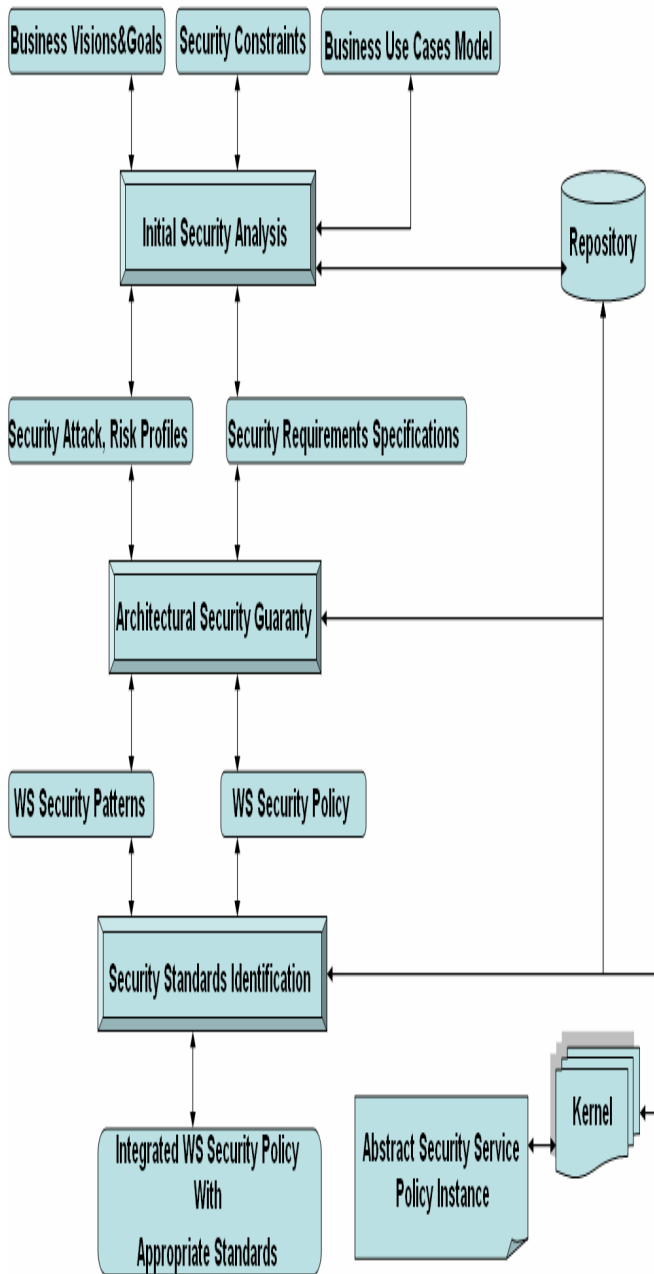 Business Visions&Goals
Security Constraints
Business Use Cases Model
Initial Security Analysis
Repository
Security Attack, Risk Profiles
Security Requirements Specifications
Architectural Security Guaranty
WS Security Patterns
WS Security Policy
Security Standards Identification
Kernel
Abstract Security Service
Policy Instance
Integrated WS Security Policy
With
Appropriate Standards